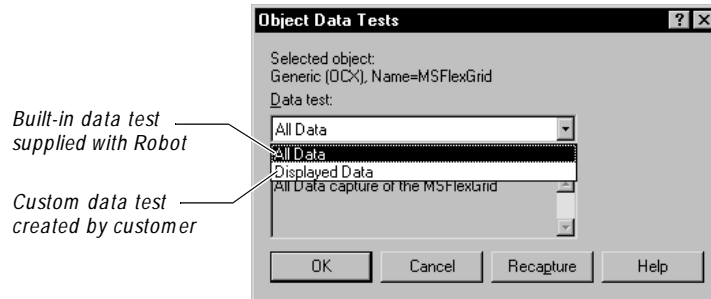 Object Data Tests
Selected object:
Generic (OCX), Name=MSFlexGrid
Data test:
All Data
Built-in data test
supplied with Robot
All Data
Displayed Data
All Data capture of the MSFlexGrid
Custom data test
created by customer
OK
Cancel
Recapture
Help